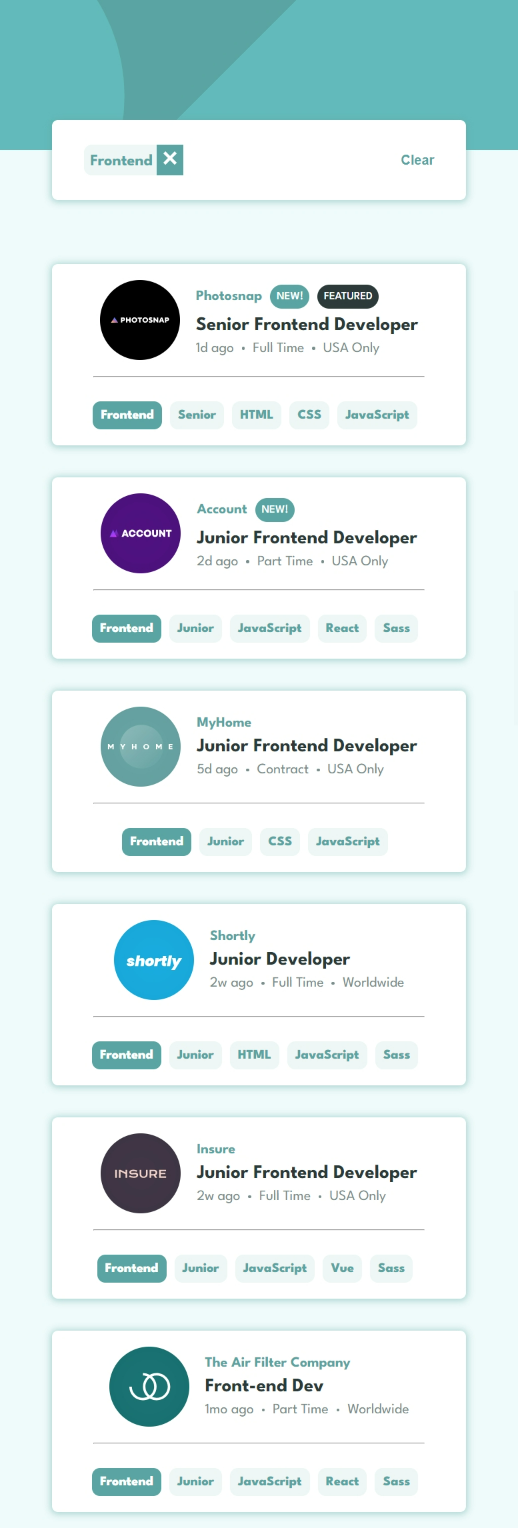 Frontend ✕ Clear
PHOTOSNAP
Photosnap NEW! FEATURED
Senior Frontend Developer
1d ago • Full Time • USA Only
Frontend Senior HTML CSS JavaScript
ACCOUNT
Account NEW!
Junior Frontend Developer
2d ago • Part Time • USA Only
Frontend Junior JavaScript React Sass
MYHOME
MyHome
Junior Frontend Developer
5d ago • Contract • USA Only
Frontend Junior CSS JavaScript
shortly
Shortly
Junior Developer
2w ago • Full Time • Worldwide
Frontend Junior HTML JavaScript Sass
INSURE
Insure
Junior Frontend Developer
2w ago • Full Time • USA Only
Frontend Junior JavaScript Vue Sass
The Air Filter Company
Front-end Dev
1mo ago • Part Time • Worldwide
Frontend Junior JavaScript React Sass